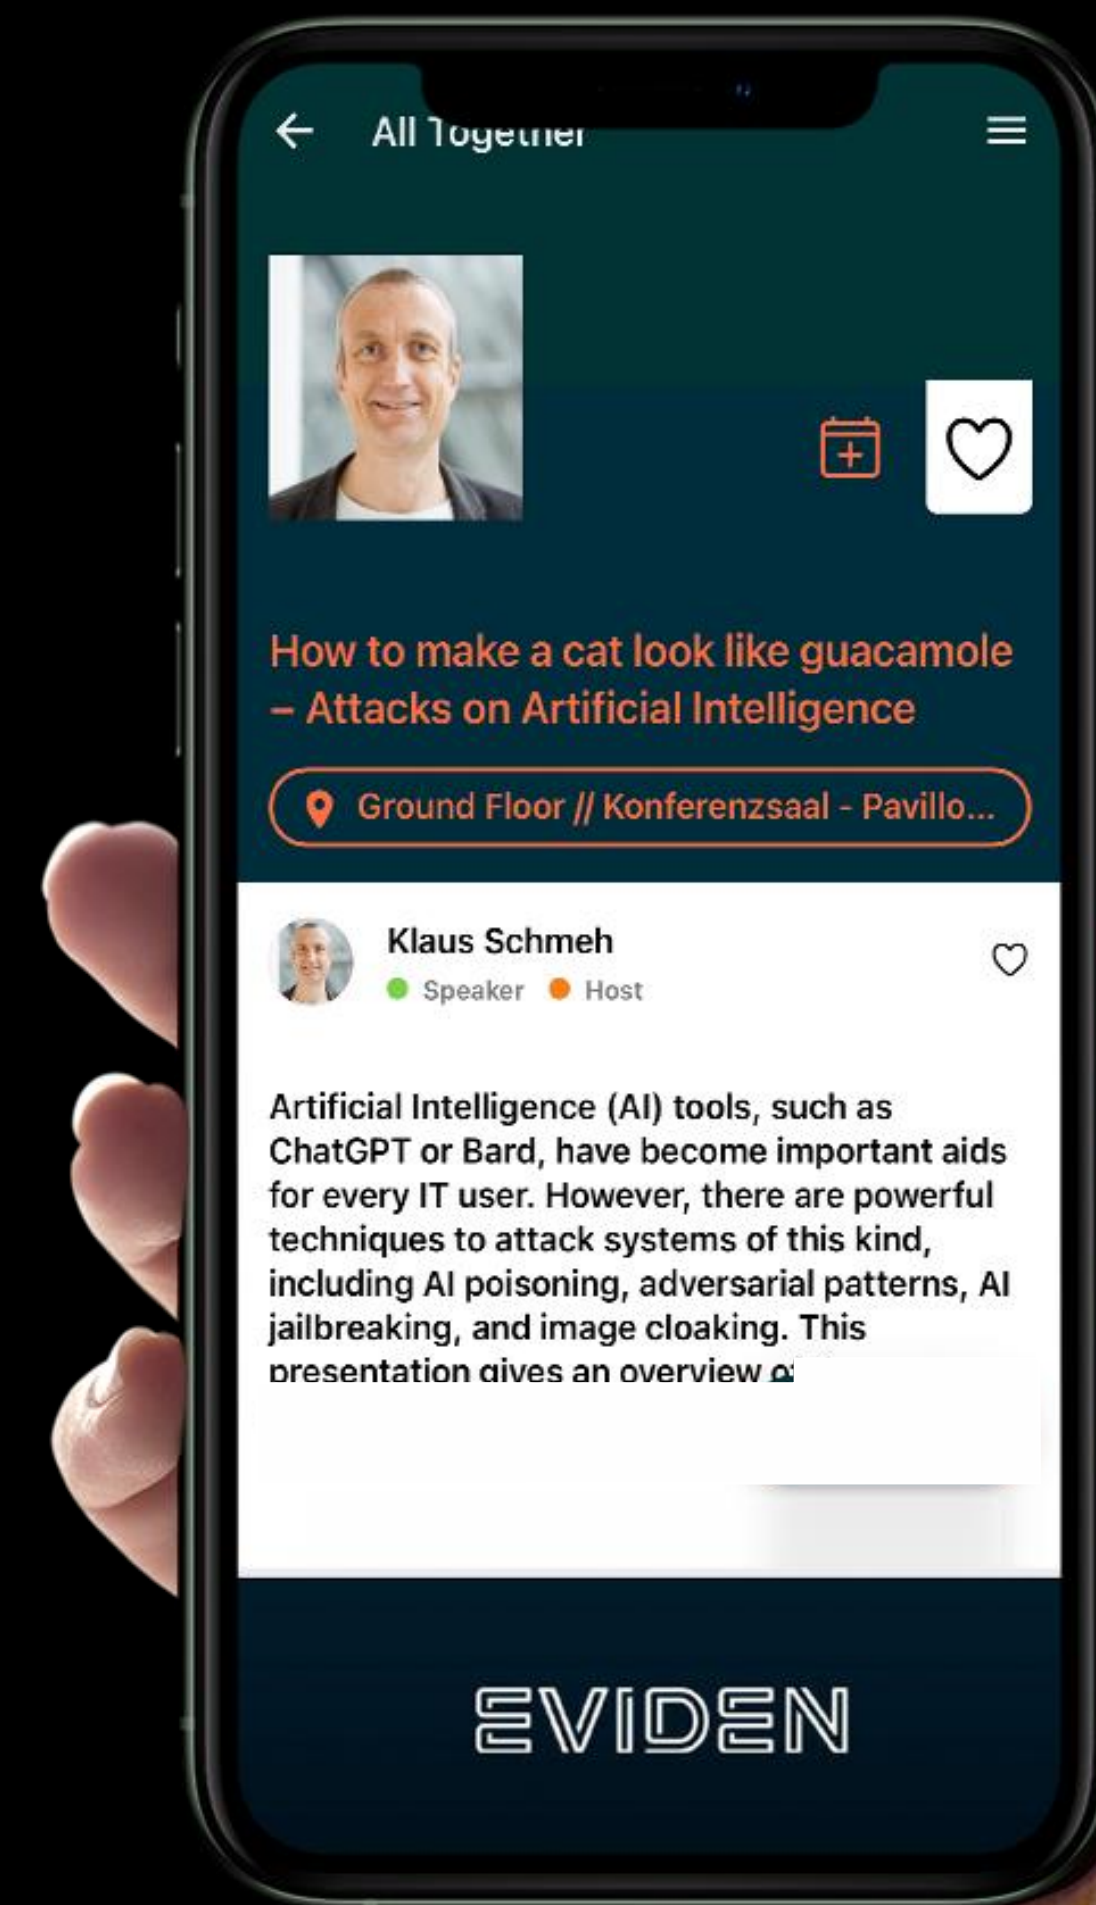 All Together
How to make a cat look like guacamole
– Attacks on Artificial Intelligence
Ground Floor // Konferenzsaal - Pavillo...
Klaus Schmeh
Speaker Host
Artificial Intelligence (AI) tools, such as
ChatGPT or Bard, have become important aids
for every IT user. However, there are powerful
techniques to attack systems of this kind,
including AI poisoning, adversarial patterns, AI
jailbreaking, and image cloaking. This
presentation gives an overview of
EVIDEN